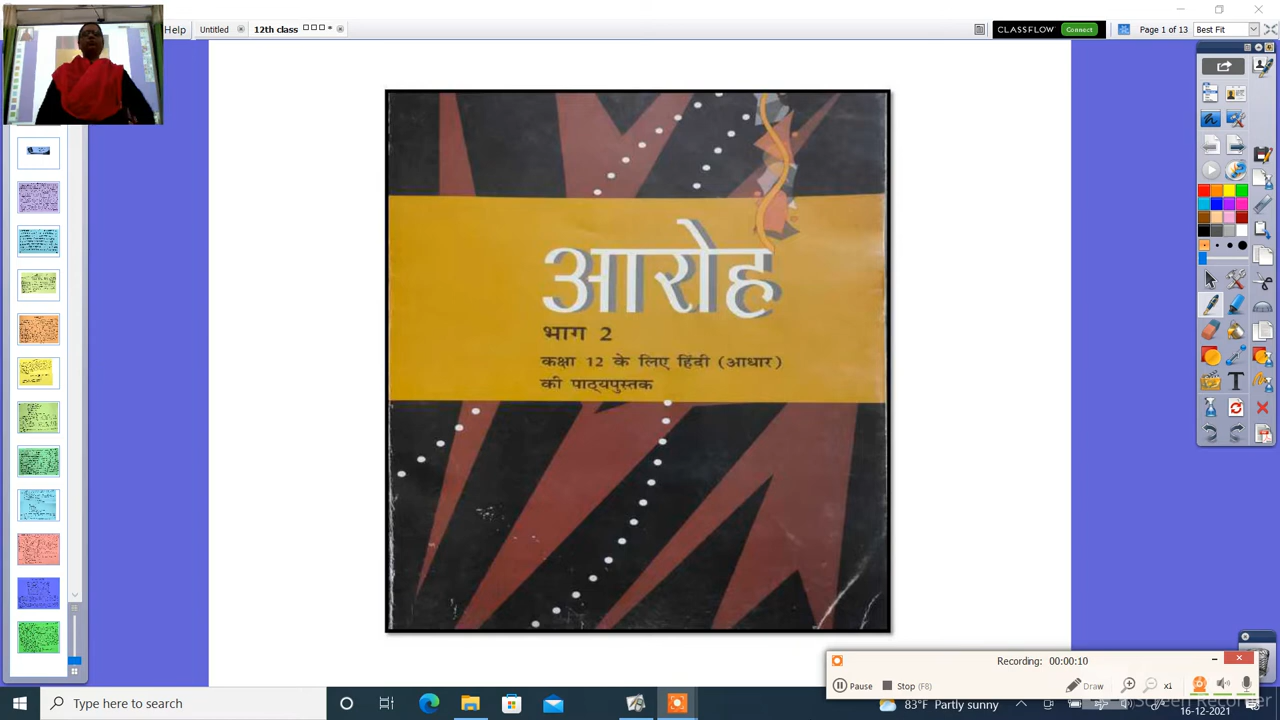 Help
Untitled
12th class
*
CLASSFLOW
Connect
Page 1 of 13
Best Fit
आरोह
भाग 2
कक्षा 12 के लिए हिंदी (आधार)
की पाठ्यपुस्तक
Recording: 00:00:10
Pause
Stop (F8)
Draw
x1
Type here to search
83°F Partly sunny
16-12-2021